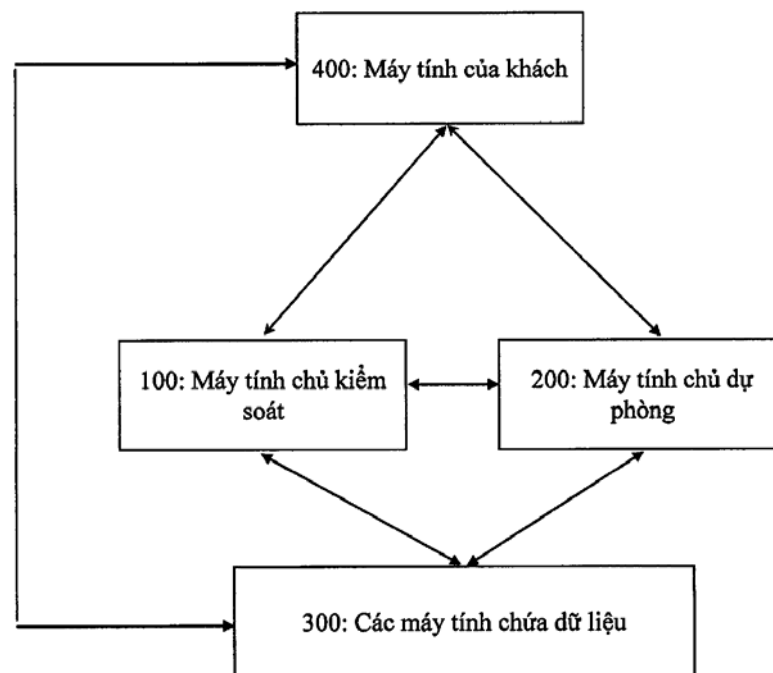 400: Máy tính của khách
100: Máy tính chủ kiểm
soát
200: Máy tính chủ dự
phòng
300: Các máy tính chứa dữ liệu